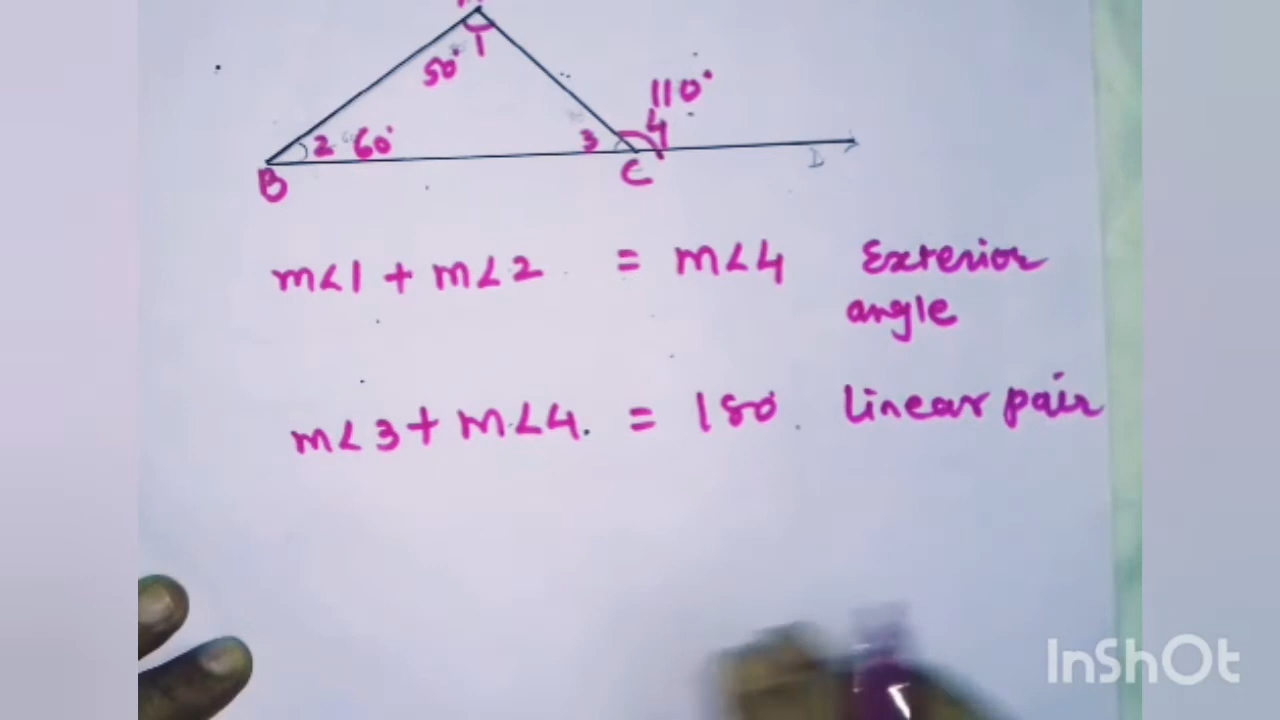 1
50°
110°
4
2 60°
3
B
C
D
m∠1 + m∠2 = m∠4 Exterior
angle
m∠3 + m∠4. = 180 Linear pair
InShOt